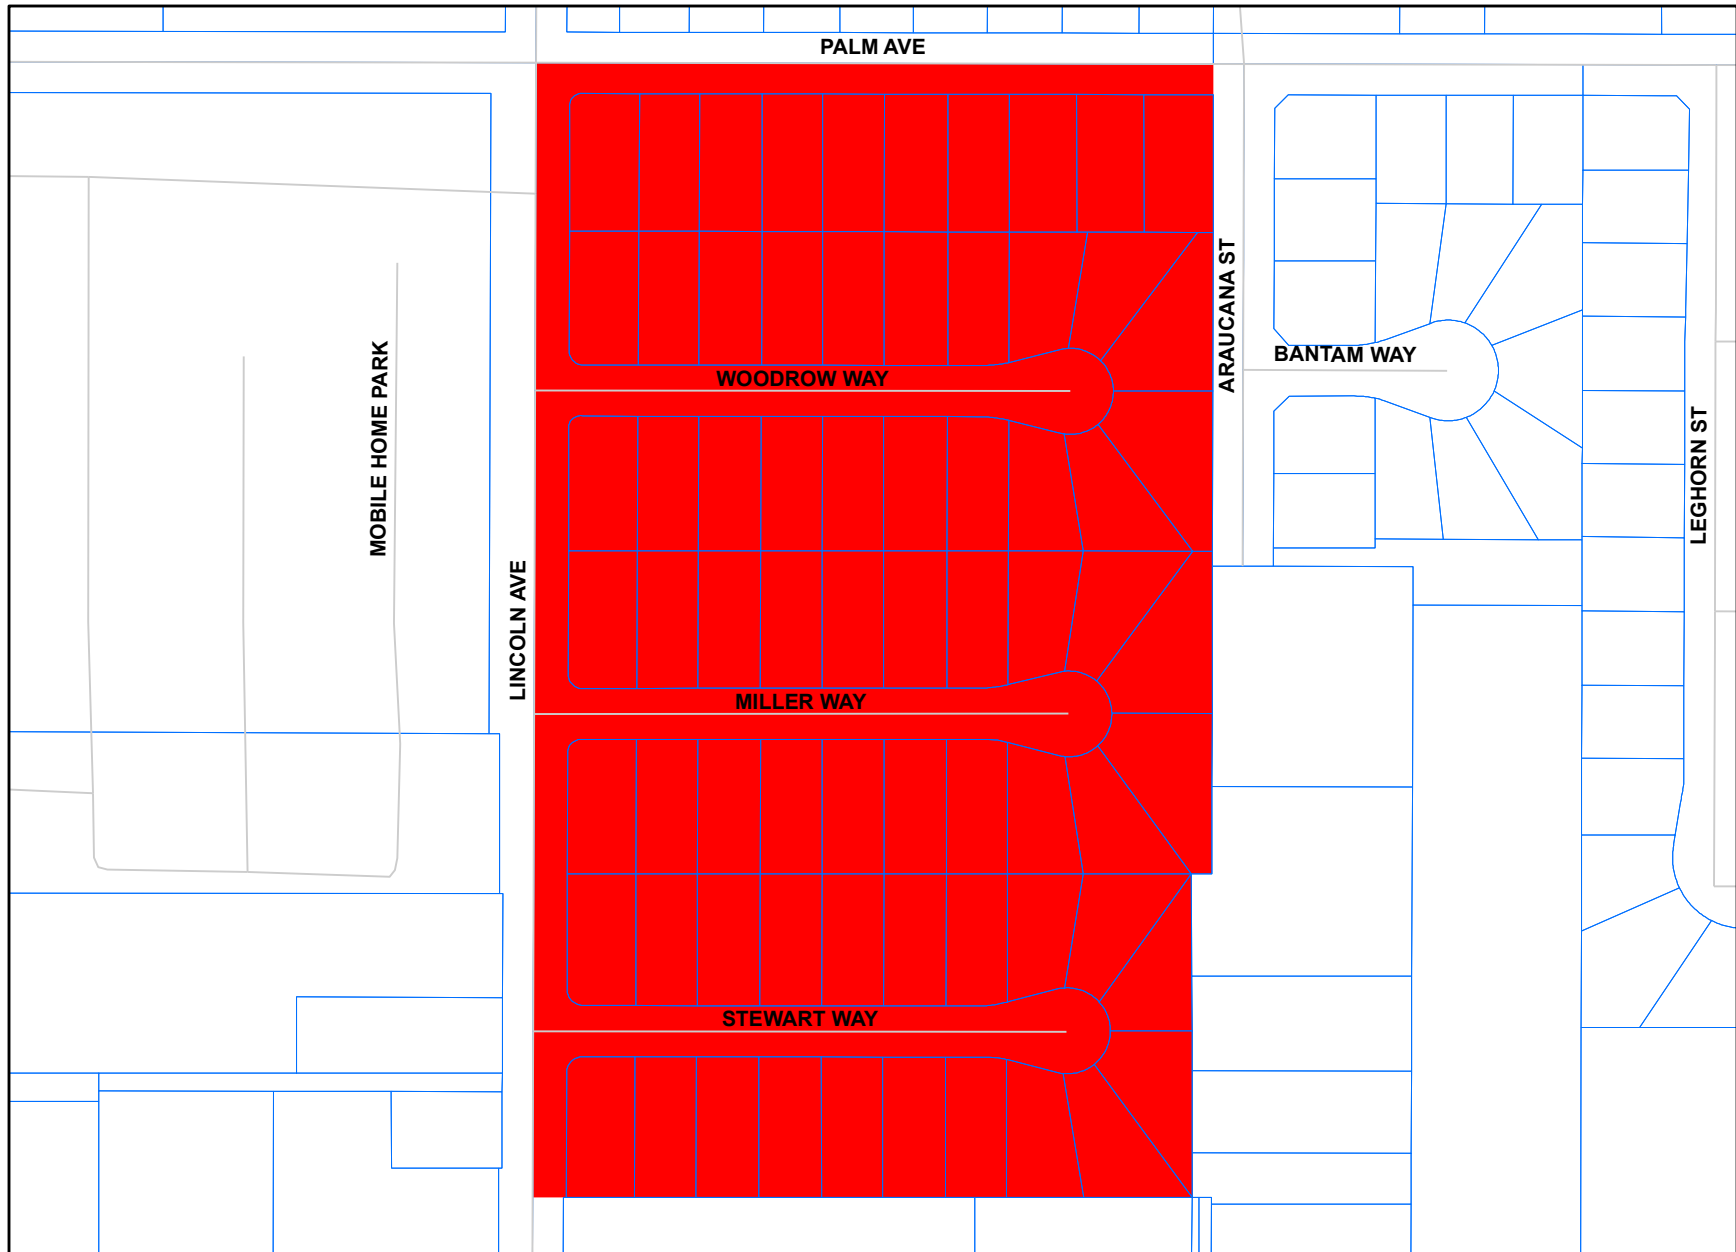 PALM AVE
ARAUCANA ST
BANTAM WAY
MOBILE HOME PARK
WOODROW WAY
LEGHORN ST
LINCOLN AVE
MILLER WAY
STEWART WAY